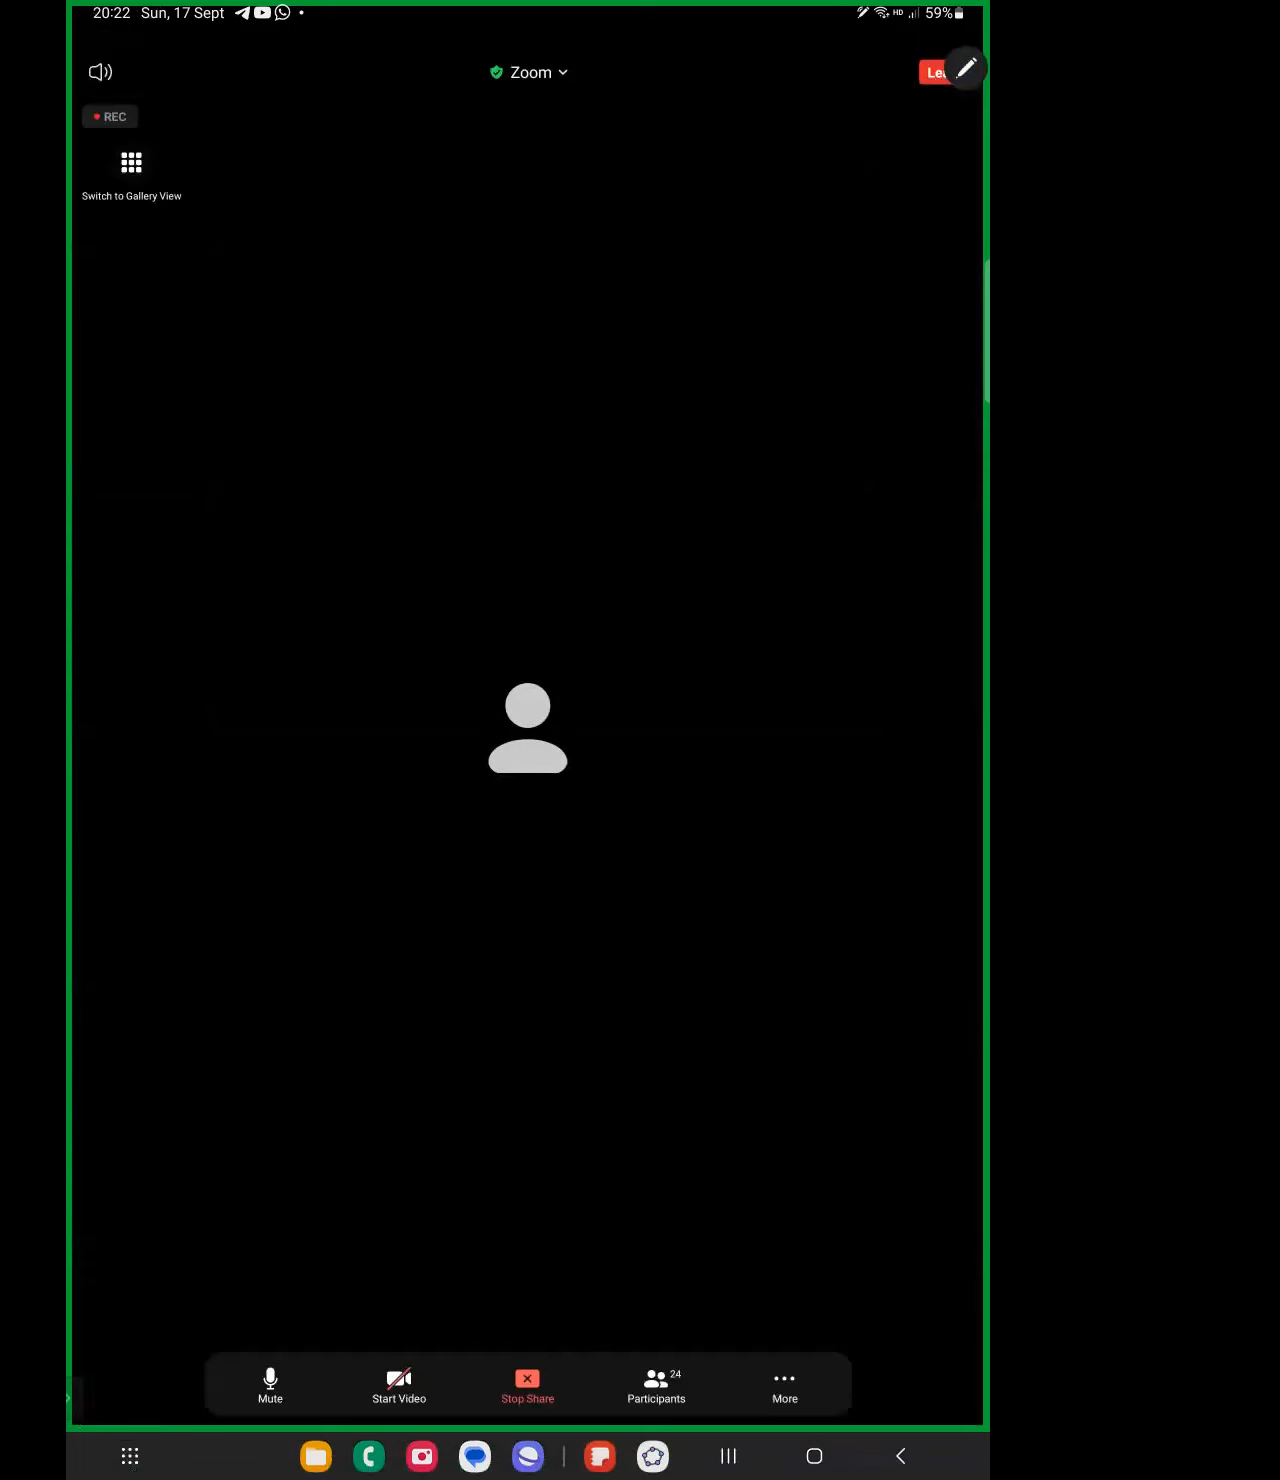 20:22 Sun, 17 Sept • HD 59%
Zoom
REC
Switch to Gallery View
24
Mute Start Video Stop Share Participants More